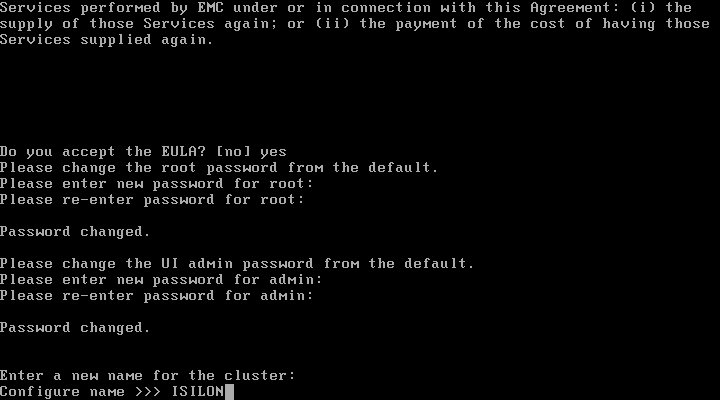 Services performed by EMC under or in connection with this Agreement: (i) the
supply of those Services again; or (ii) the payment of the cost of having those
Services supplied again.
Do you accept the EULA? [no] yes
Please change the root password from the default.
Please enter new password for root:
Please re-enter password for root:
Password changed.
Please change the UI admin password from the default.
Please enter new password for admin:
Please re-enter password for admin:
Password changed.
Enter a new name for the cluster:
Configure name >>> ISILON